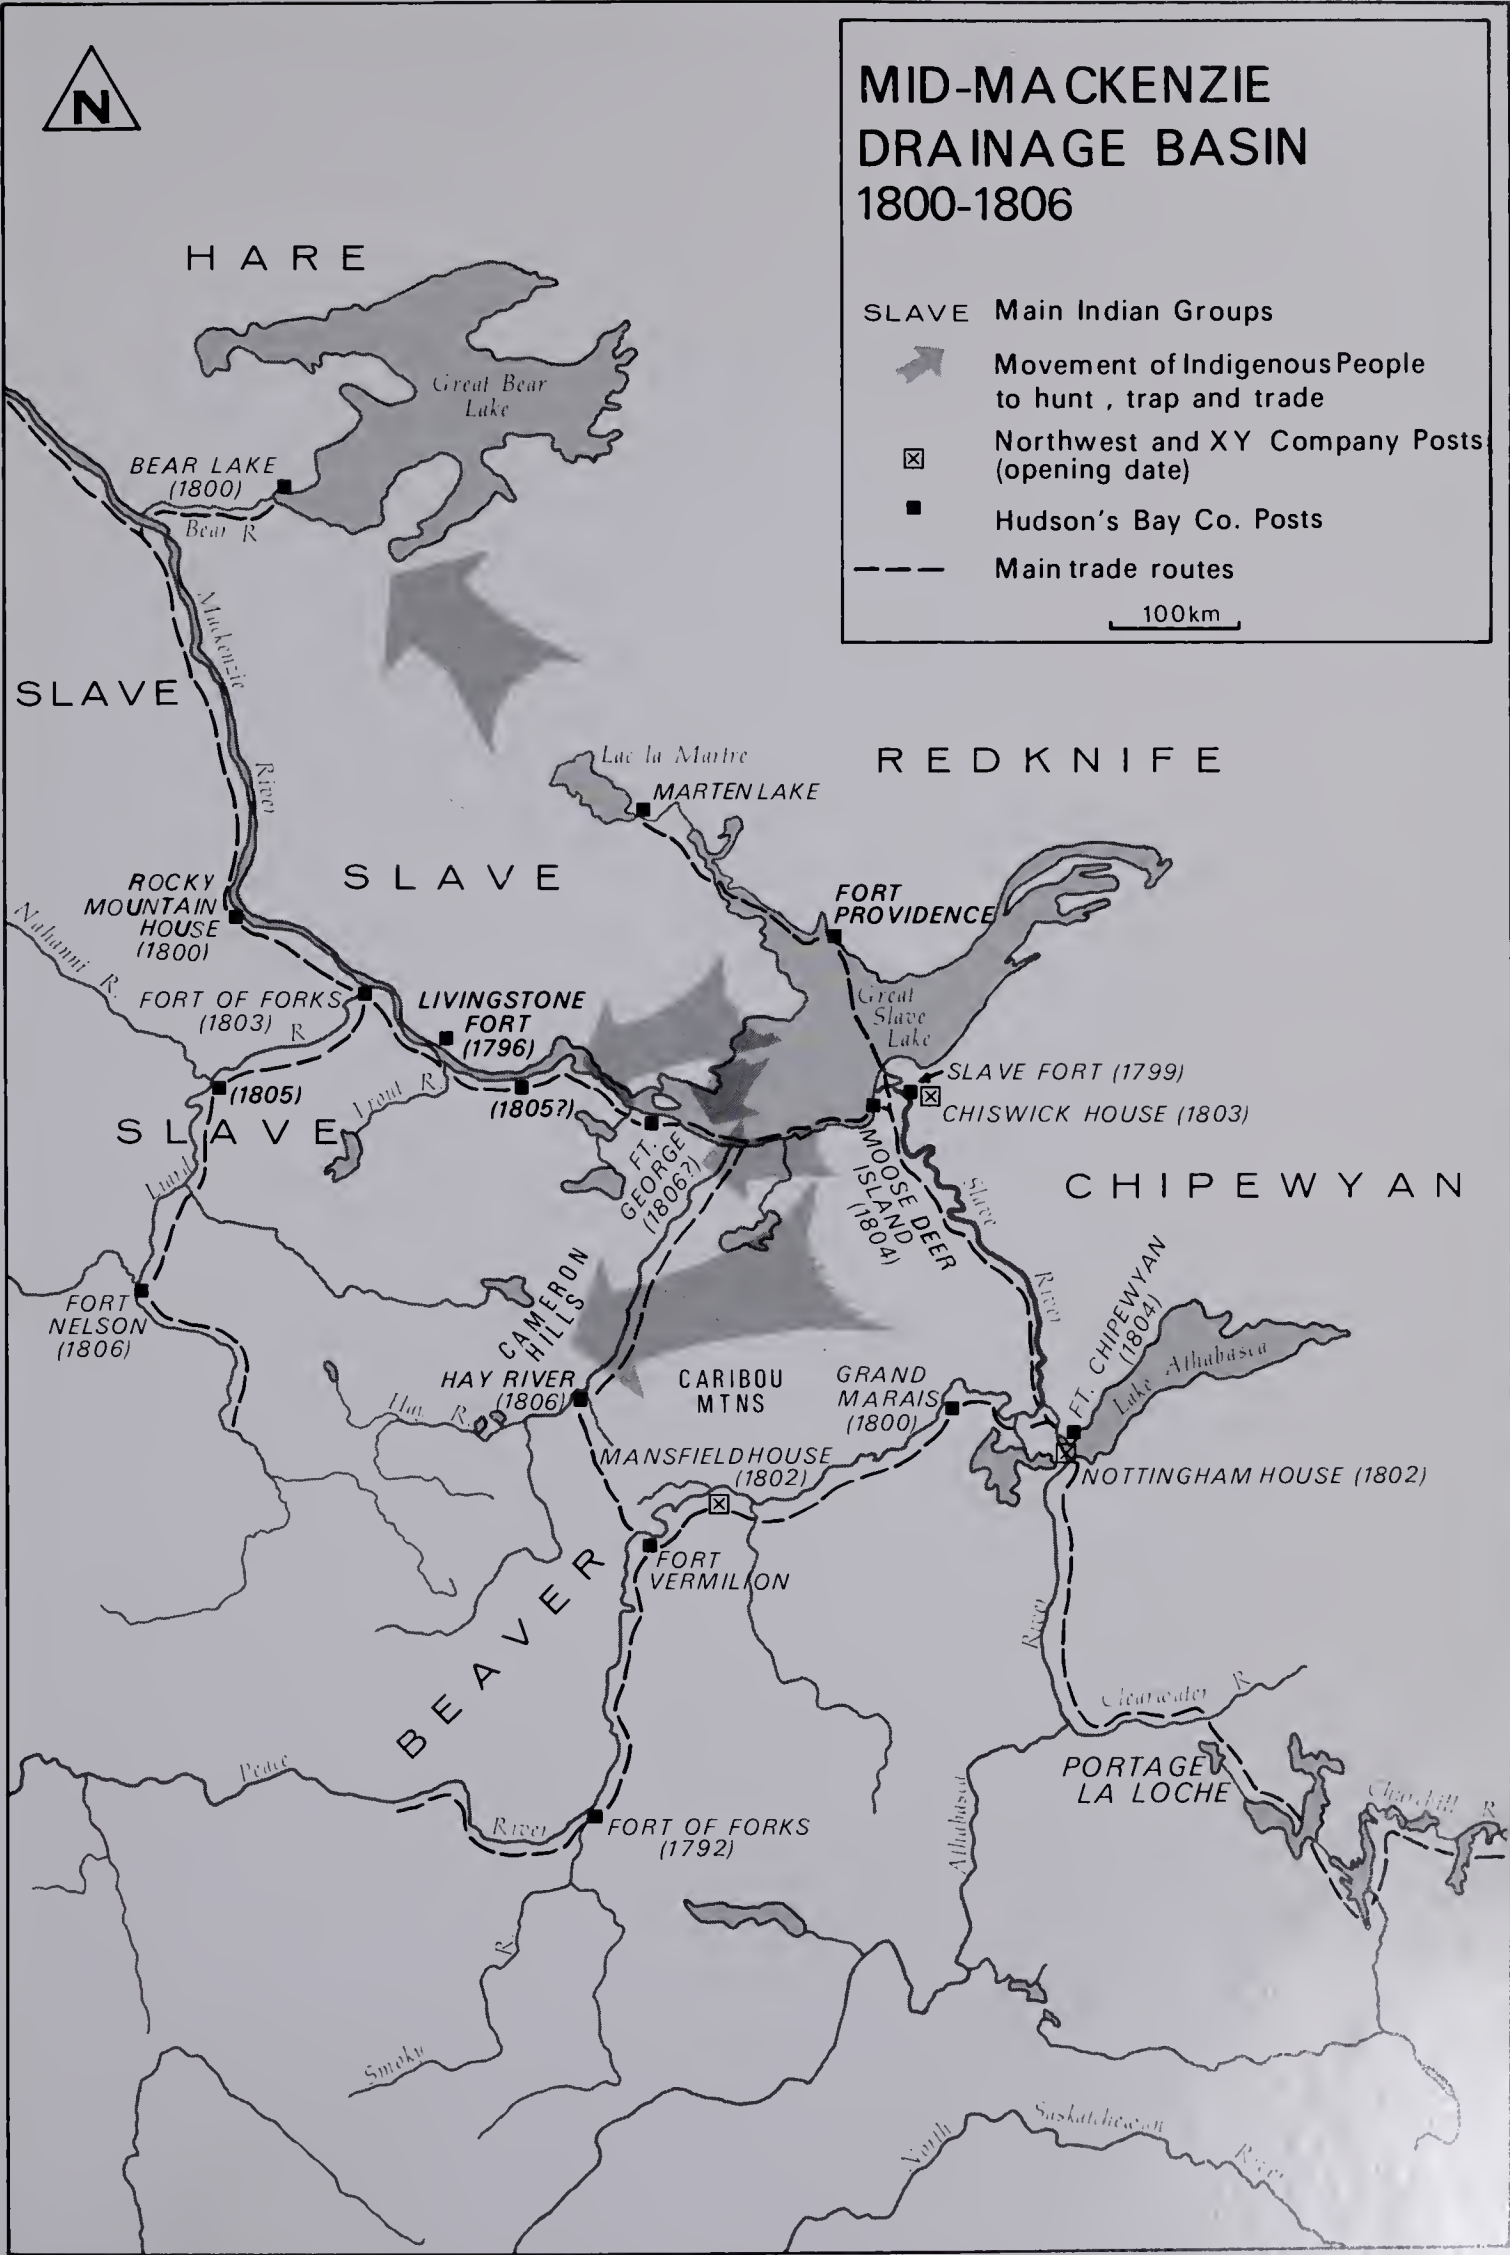 N
MID-MACKENZIE
DRAINAGE BASIN
1800-1806
SLAVE Main Indian Groups
Movement of Indigenous People
to hunt , trap and trade
Northwest and XY Company Posts
(opening date)
Hudson's Bay Co. Posts
Main trade routes
100km
HARE
Great Bear
Lake
BEAR LAKE
(1800)
Bear R
Mackenzie
River
SLAVE
Lac la Martre
MARTEN LAKE
REDKNIFE
SLAVE
ROCKY
MOUNTAIN
HOUSE
(1800)
Nahanni R.
FORT
PROVIDENCE
FORT OF FORKS
(1803)
R
LIVINGSTONE
FORT
(1796)
Great
Slave
Lake
SLAVE FORT (1799)
CHISWICK HOUSE (1803)
(1805)
Trout R.
(1805?)
SLAVE
Liard
FT.
GEORGE
(1806?)
MOOSE DEER
ISLAND
(1804)
Slave
River
CHIPEWYAN
FORT
NELSON
(1806)
CAMERON
HILLS
HAY RIVER
(1806)
Hay R.
CARIBOU
MTNS
GRAND
MARAIS
(1800)
FT. CHIPEWYAN
(1804)
Lake Athabasca
MANSFIELD HOUSE
(1802)
NOTTINGHAM HOUSE (1802)
FORT
VERMILION
BEAVER
River
Clearwater R
PORTAGE
LA LOCHE
Churchill R
Peace
River
FORT OF FORKS
(1792)
Athabasca
R.
Smoky
North
Saskatchewan
River